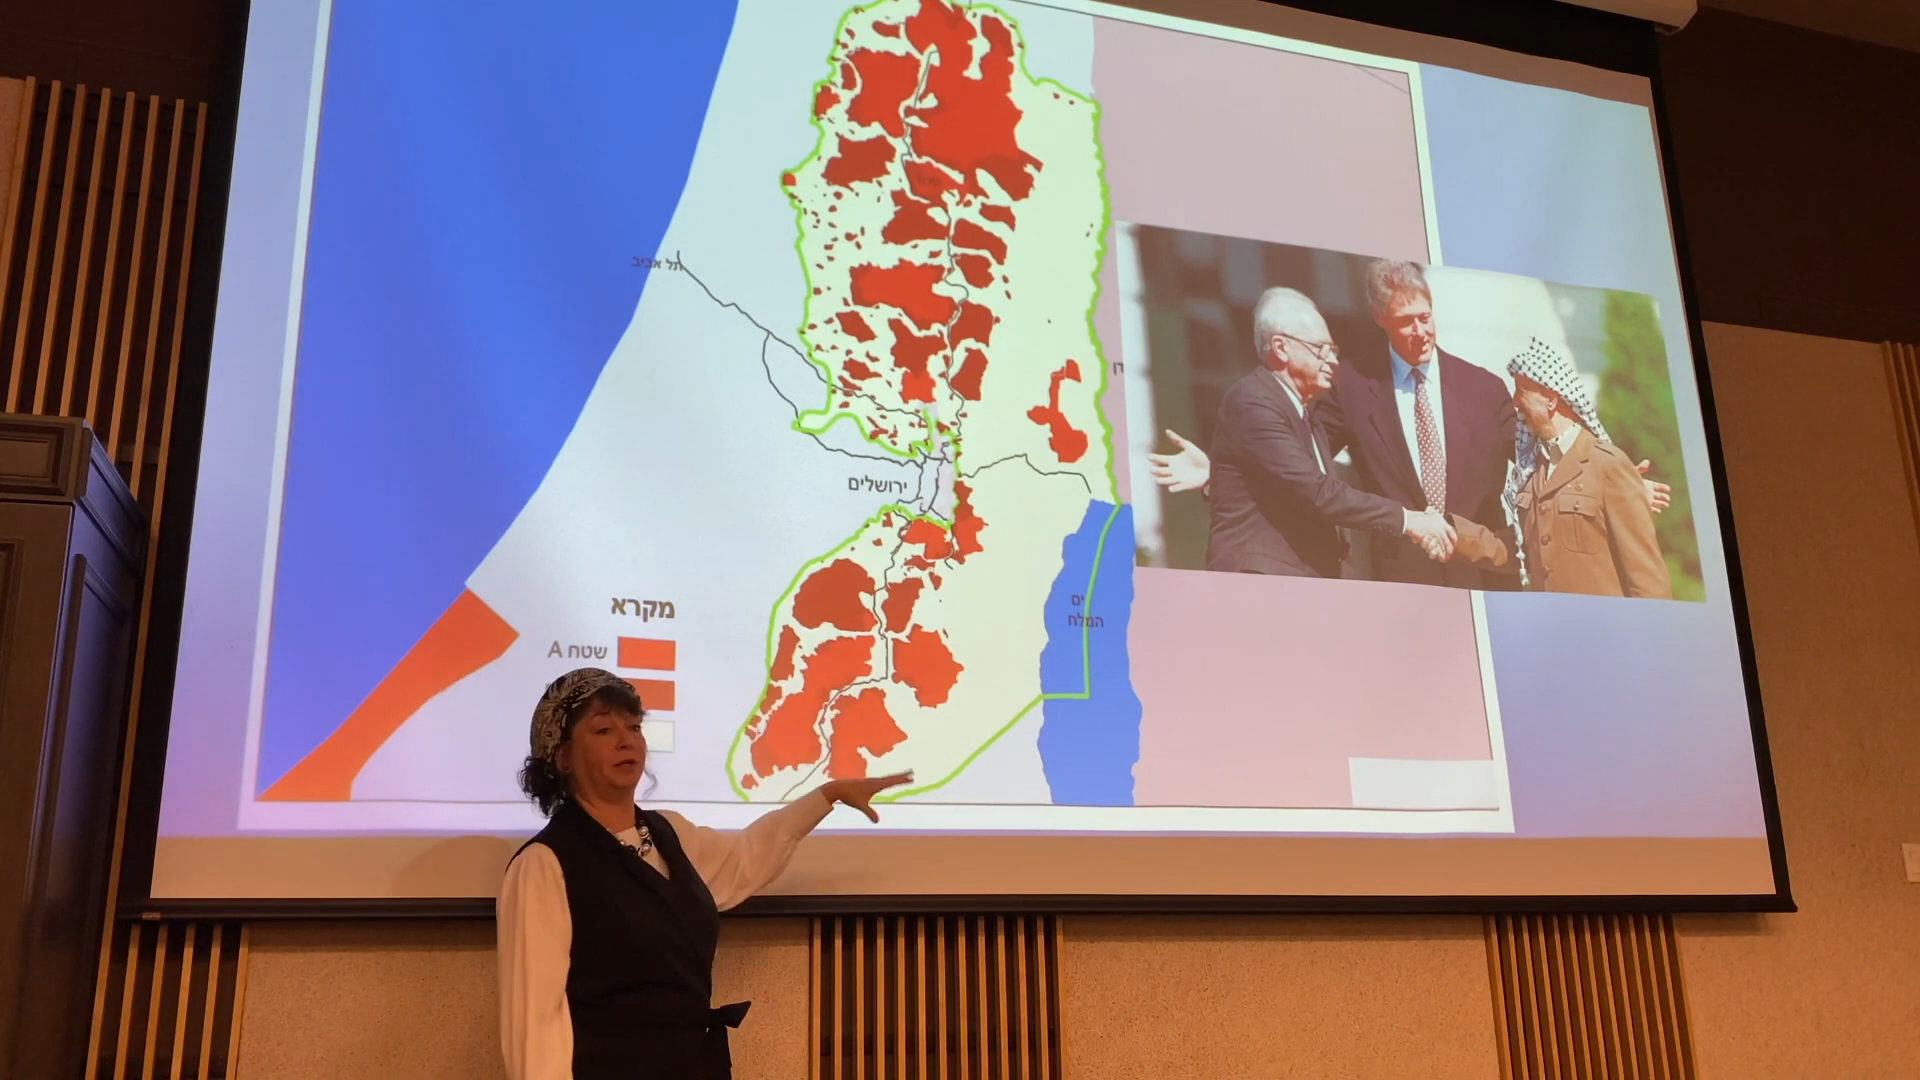 תל אביב
ירושלים
ים
המלח
מקרא
שטח A